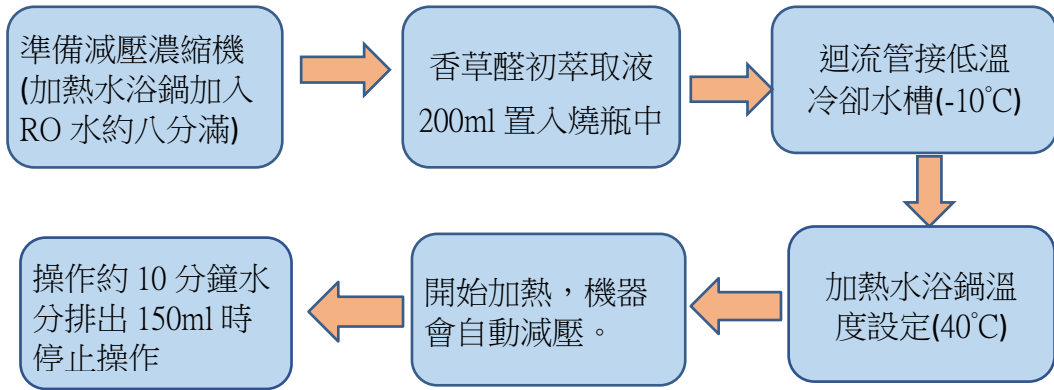 準備減壓濃縮機
(加熱水浴鍋加入
RO 水約八分滿)
香草醛初萃取液
200ml 置入燒瓶中
迴流管接低溫
冷卻水槽(-10°C)
加熱水浴鍋溫
度設定(40°C)
開始加熱，機器
會自動減壓。
操作約 10 分鐘水
分排出 150ml 時
停止操作